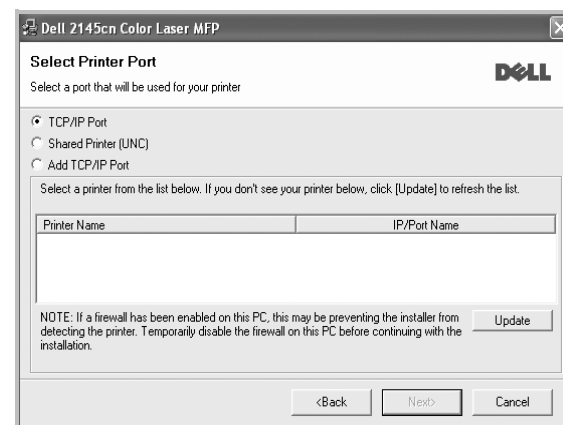 Dell 2145cn Color Laser MFP
Select Printer Port
Select a port that will be used for your printer
DELL
TCP/IP Port
Shared Printer (UNC)
Add TCP/IP Port
Select a printer from the list below. If you don't see your printer below, click [Update] to refresh the list.
Printer Name IP/Port Name
NOTE: If a firewall has been enabled on this PC, this may be preventing the installer from
detecting the printer. Temporarily disable the firewall on this PC before continuing with the
installation.
Update
<Back Next> Cancel